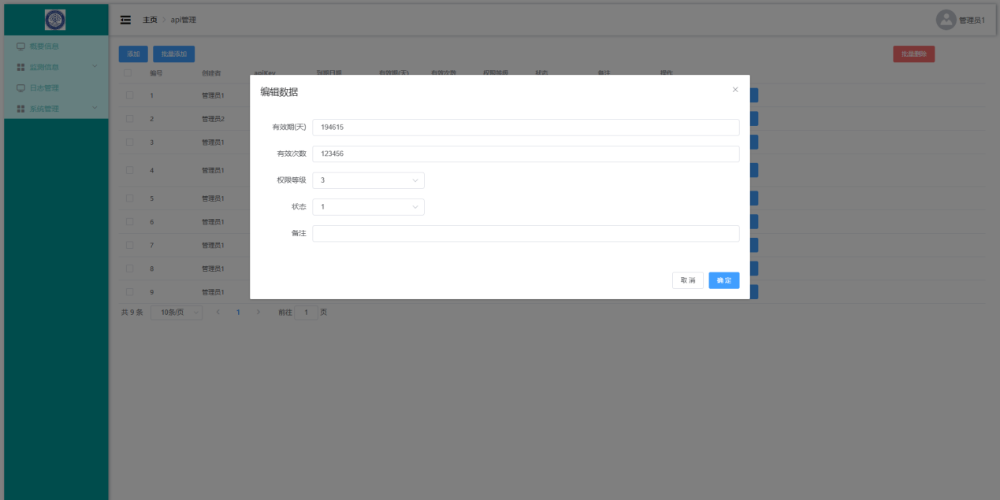 主页 > api管理
管理员1
概要信息
监测信息
日志管理
系统管理
添加 批量添加 批量删除
编号 创建者 apiKey 到期日期 有效期(天) 有效次数 权限等级 状态 备注 操作
1 管理员1
2 管理员2
3 管理员1
4 管理员1
5 管理员1
6 管理员1
7 管理员1
8 管理员1
9 管理员1
编辑数据
有效期(天) 194615
有效次数 123456
权限等级 3
状态 1
备注
取消 确定
共 9 条 10条/页 1 前往 1 页